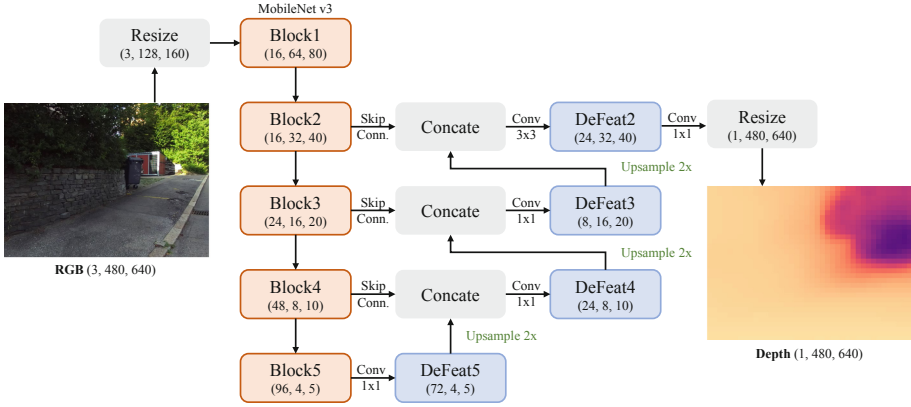 MobileNet v3
Resize
(3, 128, 160)
Block1
(16, 64, 80)
Block2
(16, 32, 40)
Skip
Conn.
Concate
Conv
3x3
DeFeat2
(24, 32, 40)
Conv
1x1
Resize
(1, 480, 640)
Upsample 2x
Block3
(24, 16, 20)
Skip
Conn.
Concate
Conv
1x1
DeFeat3
(8, 16, 20)
RGB (3, 480, 640)
Upsample 2x
Block4
(48, 8, 10)
Skip
Conn.
Concate
Conv
1x1
DeFeat4
(24, 8, 10)
Upsample 2x
Depth (1, 480, 640)
Block5
(96, 4, 5)
Conv
1x1
DeFeat5
(72, 4, 5)